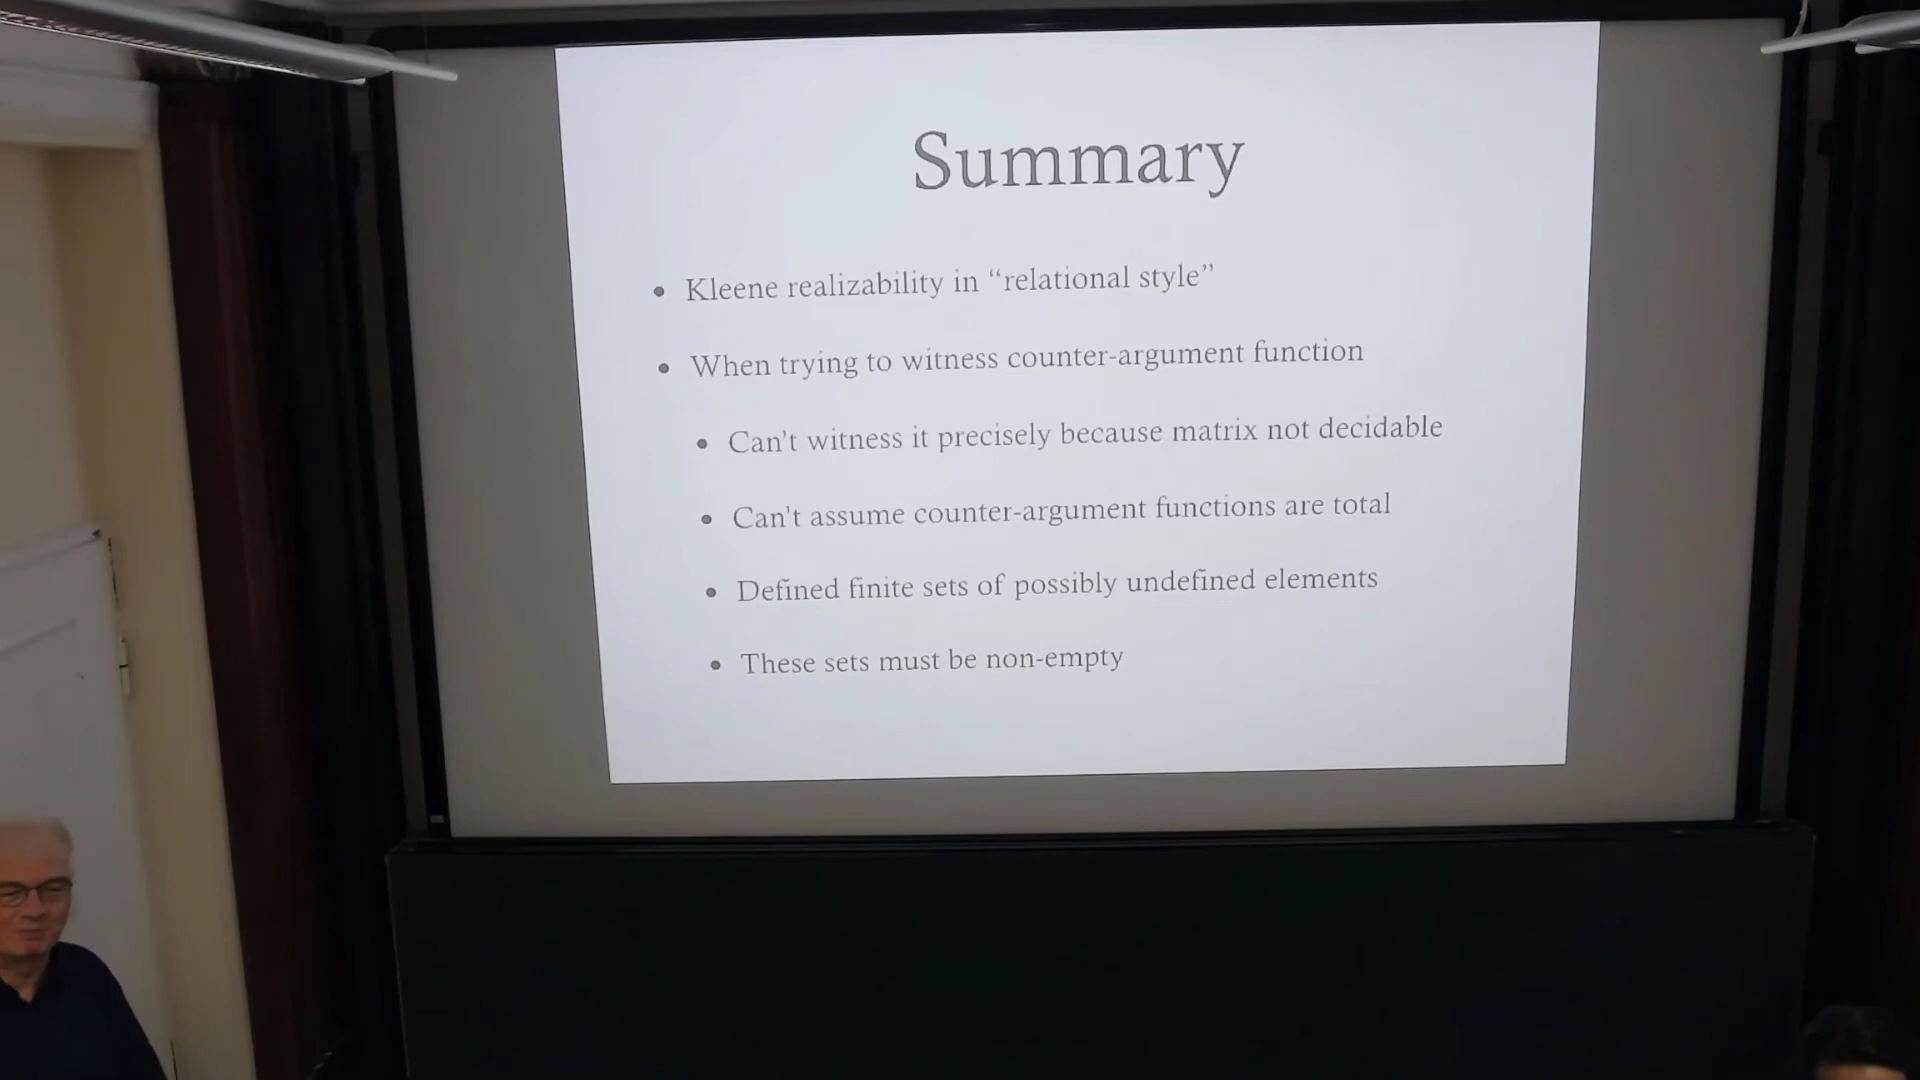 Summary
• Kleene realizability in “relational style”
• When trying to witness counter-argument function
• Can't witness it precisely because matrix not decidable
• Can't assume counter-argument functions are total
• Defined finite sets of possibly undefined elements
• These sets must be non-empty